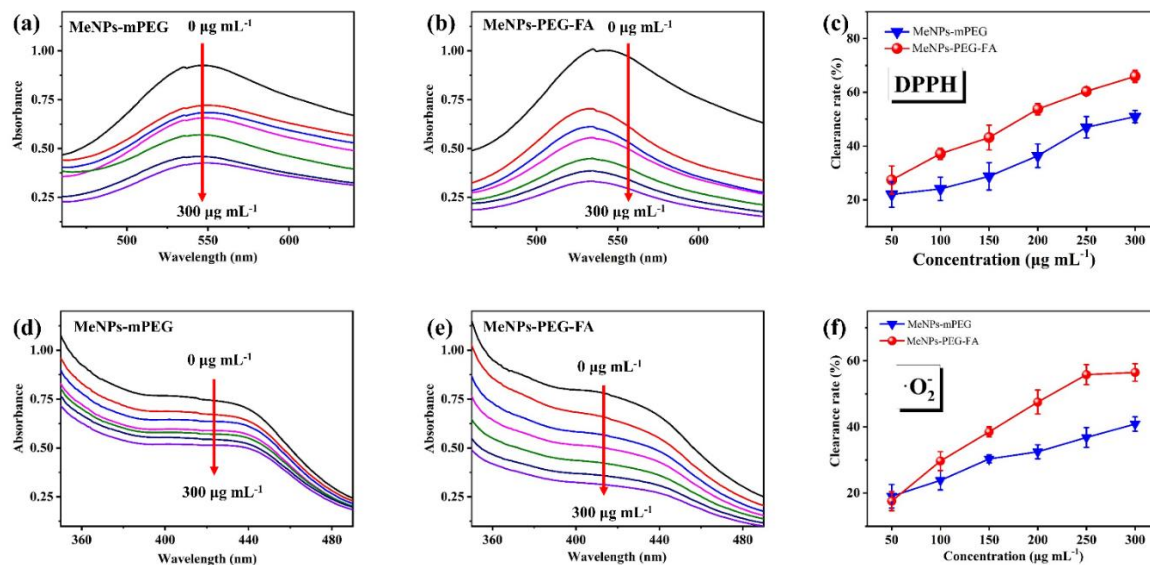 (a) MeNPs-mPEG
0 µg mL⁻¹
300 µg mL⁻¹
1.00
0.75
0.50
0.25
Absorbance
500 550 600
Wavelength (nm)
(b) MeNPs-PEG-FA
0 µg mL⁻¹
300 µg mL⁻¹
1.00
0.75
0.50
0.25
Absorbance
500 550 600
Wavelength (nm)
(c)
MeNPs-mPEG
MeNPs-PEG-FA
DPPH
80
60
40
20
Clearance rate (%)
50 100 150 200 250 300
Concentration (µg mL⁻¹)
(d) MeNPs-mPEG
0 µg mL⁻¹
300 µg mL⁻¹
1.00
0.75
0.50
0.25
Absorbance
360 400 440 480
Wavelength (nm)
(e) MeNPs-PEG-FA
0 µg mL⁻¹
300 µg mL⁻¹
1.00
0.75
0.50
0.25
Absorbance
360 400 440 480
Wavelength (nm)
(f)
MeNPs-mPEG
MeNPs-PEG-FA
·O₂⁻
80
60
40
20
Clearance rate (%)
50 100 150 200 250 300
Concentration (µg mL⁻¹)